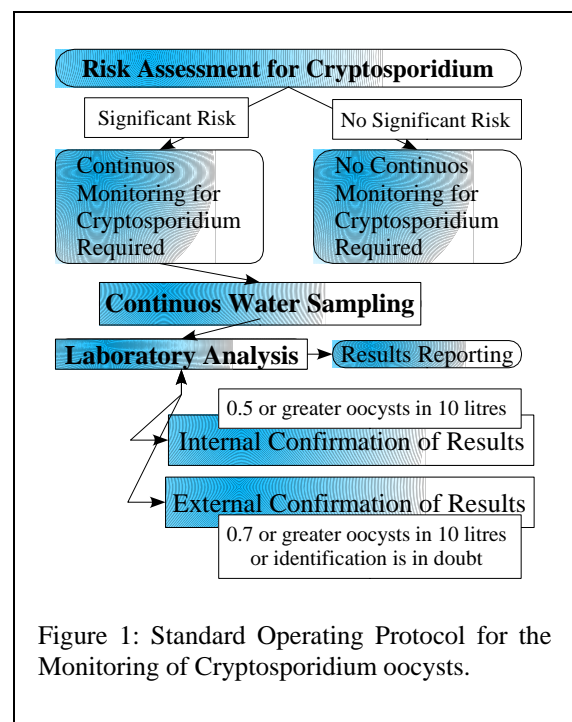 Risk Assessment for Cryptosporidium
Significant Risk
No Significant Risk
Continuos
Monitoring for
Cryptosporidium
Required
No Continuos
Monitoring for
Cryptosporidium
Required
Continuos Water Sampling
Laboratory Analysis
Results Reporting
0.5 or greater oocysts in 10 litres
Internal Confirmation of Results
External Confirmation of Results
0.7 or greater oocysts in 10 litres
or identification is in doubt
Figure 1: Standard Operating Protocol for the
Monitoring of Cryptosporidium oocysts.